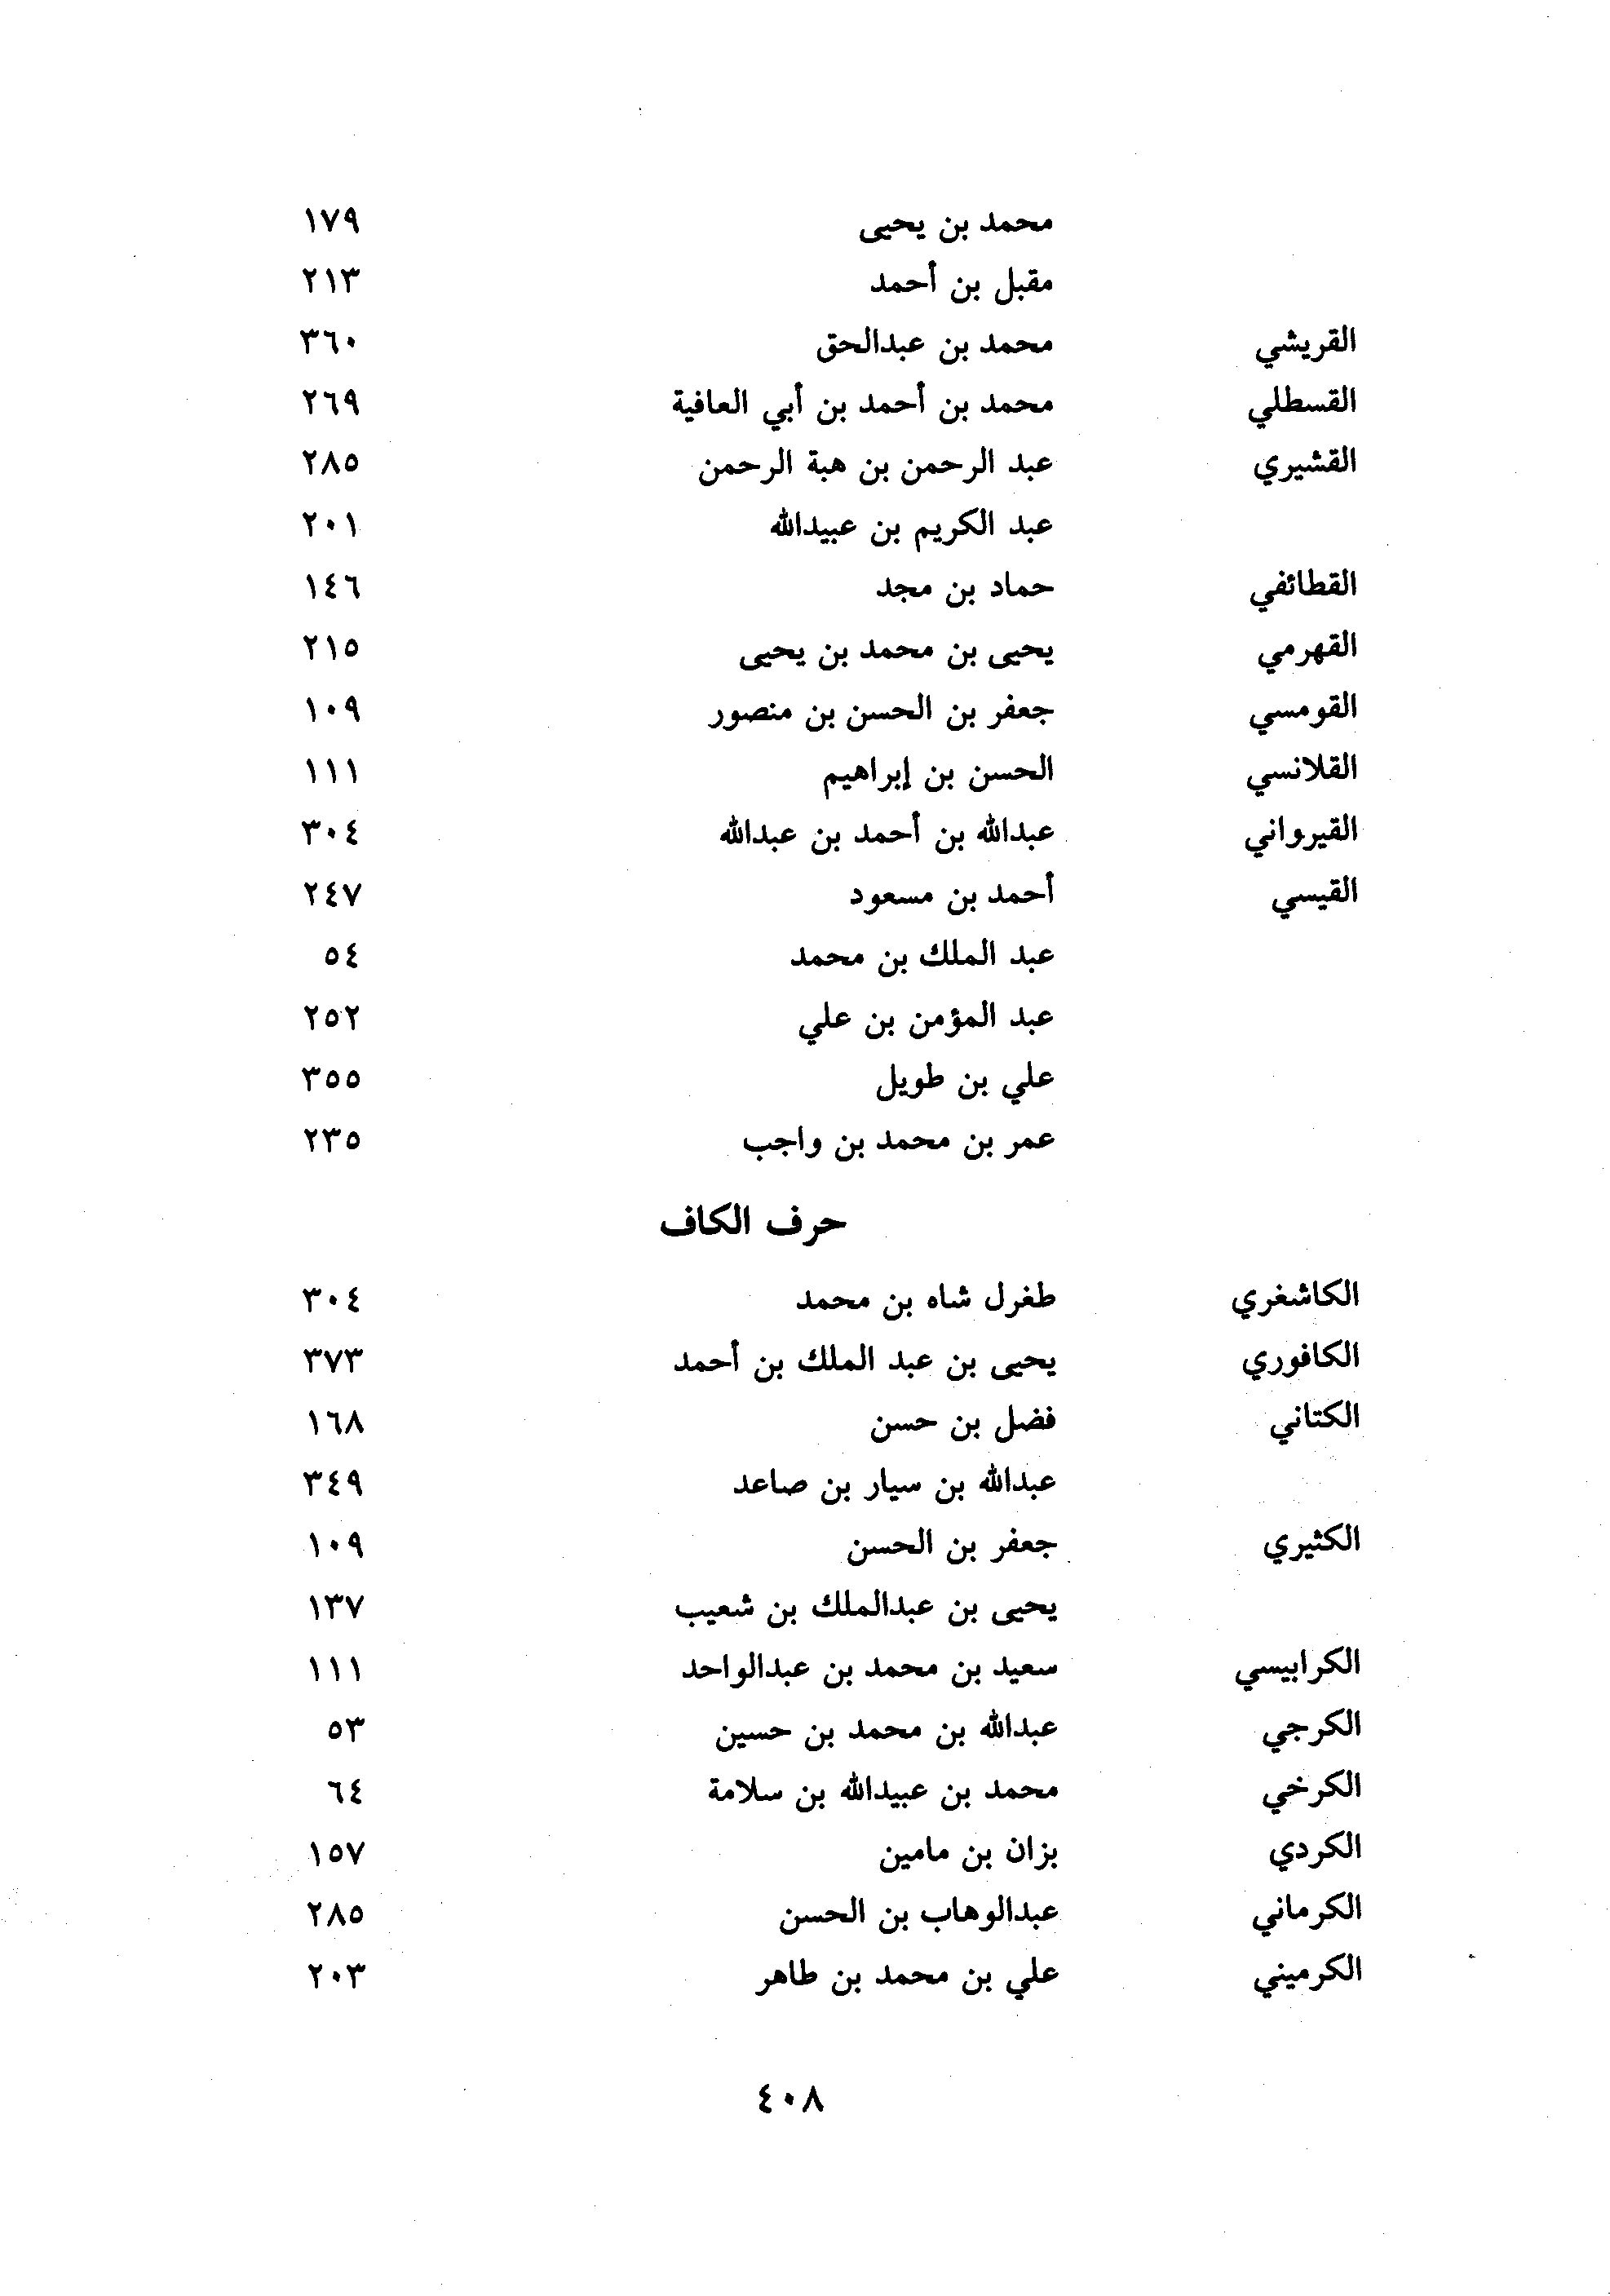 محمد بن يحيى ١٧٩
مقبل بن أحمد ٢١٣
القريشي محمد بن عبدالحق ٣٦٠
القسطلي محمد بن أحمد بن أبي العافية ٢٦٩
القشيري عبد الرحمن بن هبة الرحمن ٢٨٥
عبد الكريم بن عبيدالله ٢٠١
القطائفي حماد بن مجد ١٤٦
القهرمي يحيى بن محمد بن يحيى ٢١٥
القومسي جعفر بن الحسن بن منصور ١٠٩
القلانسي الحسن بن إبراهيم ١١١
القيرواني عبدالله بن أحمد بن عبدالله ٣٠٤
القيسي أحمد بن مسعود ٢٤٧
عبد الملك بن محمد ٥٤
عبد المؤمن بن علي ٢٥٢
علي بن طويل ٣٥٥
عمر بن محمد بن واجب ٢٣٥
حرف الكاف
الكاشغري طغرل شاه بن محمد ٣٠٤
الكافوري يحيى بن عبد الملك بن أحمد ٣٧٣
الكتاني فضل بن حسن ١٦٨
عبدالله بن سيار بن صاعد ٣٤٩
الكثيري جعفر بن الحسن ١٠٩
يحيى بن عبدالملك بن شعيب ١٣٧
الكرابيسي سعيد بن محمد بن عبدالواحد ١١١
الكرجي عبدالله بن محمد بن حسين ٥٣
الكرخي محمد بن عبيدالله بن سلامة ٦٤
الكردي بزان بن مامين ١٥٧
الكرماني عبدالوهاب بن الحسن ٢٨٥
الكرميني علي بن محمد بن طاهر ٢٠٣
٤٠٨